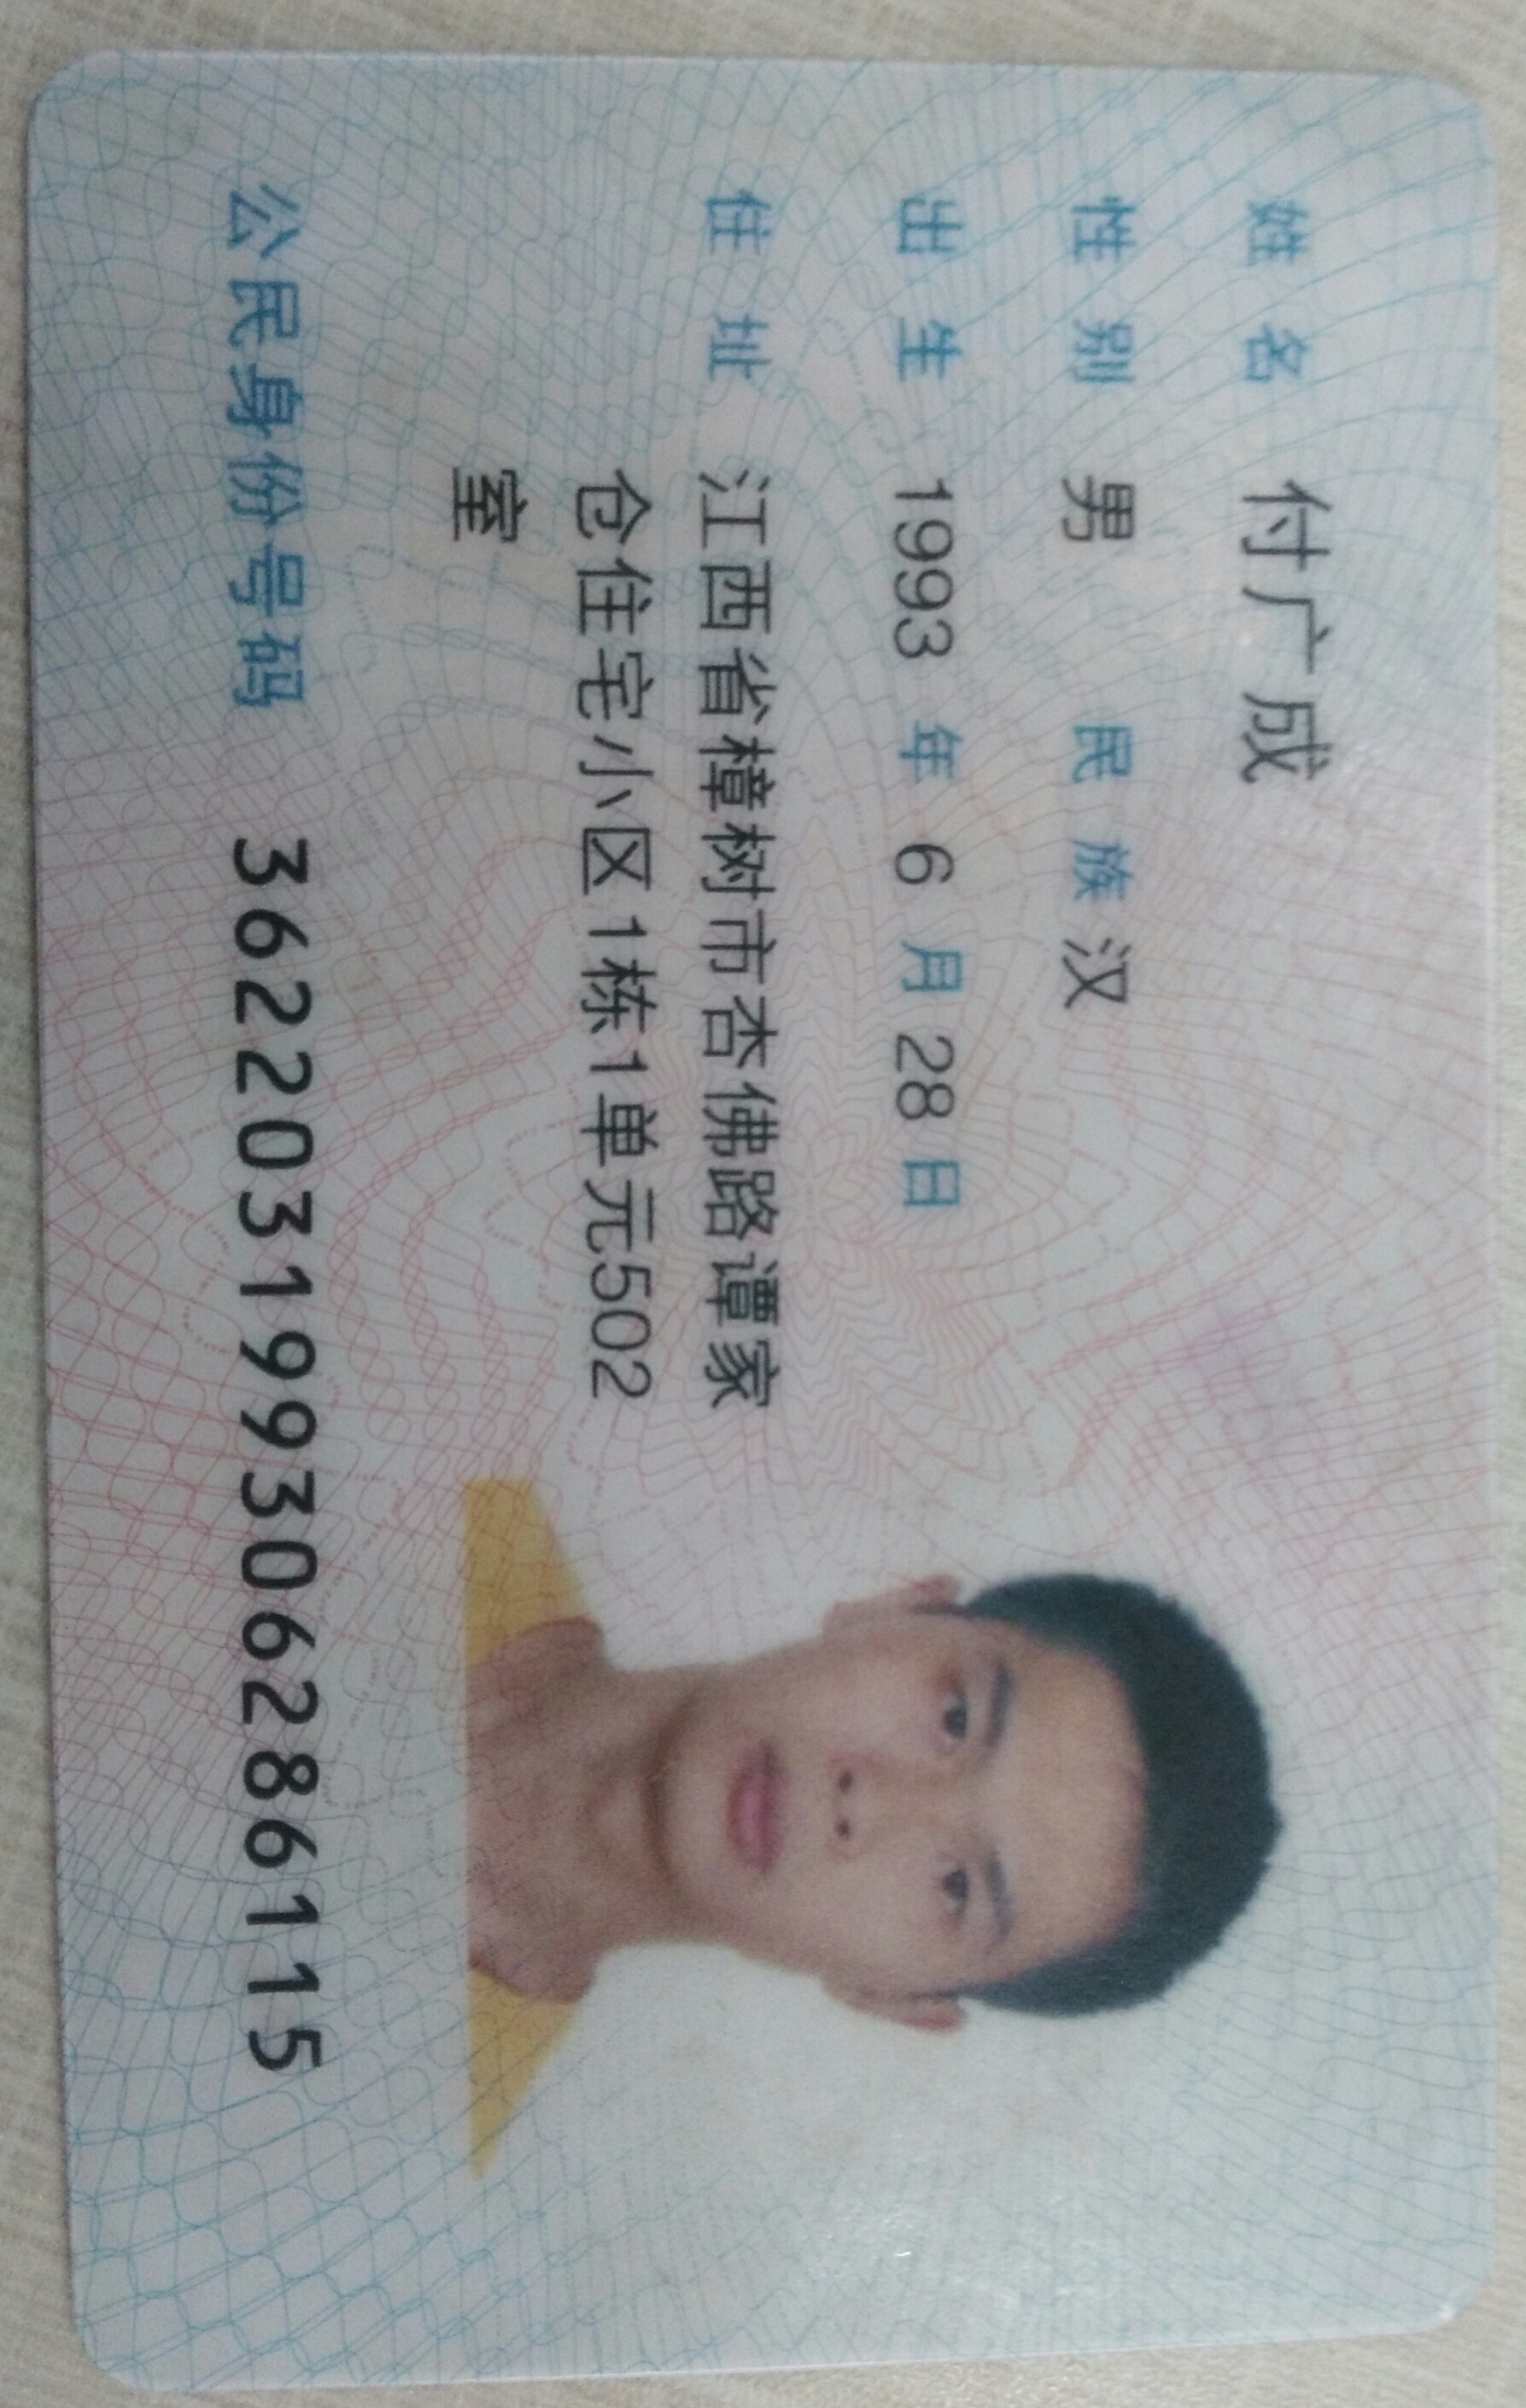 姓名 付广成
性别 男 民族 汉
出生 1993 年 6 月 28 日
住址 江西省樟树市杏佛路谭家
仓住宅小区1栋1单元502
室
公民身份号码 362203199306286115